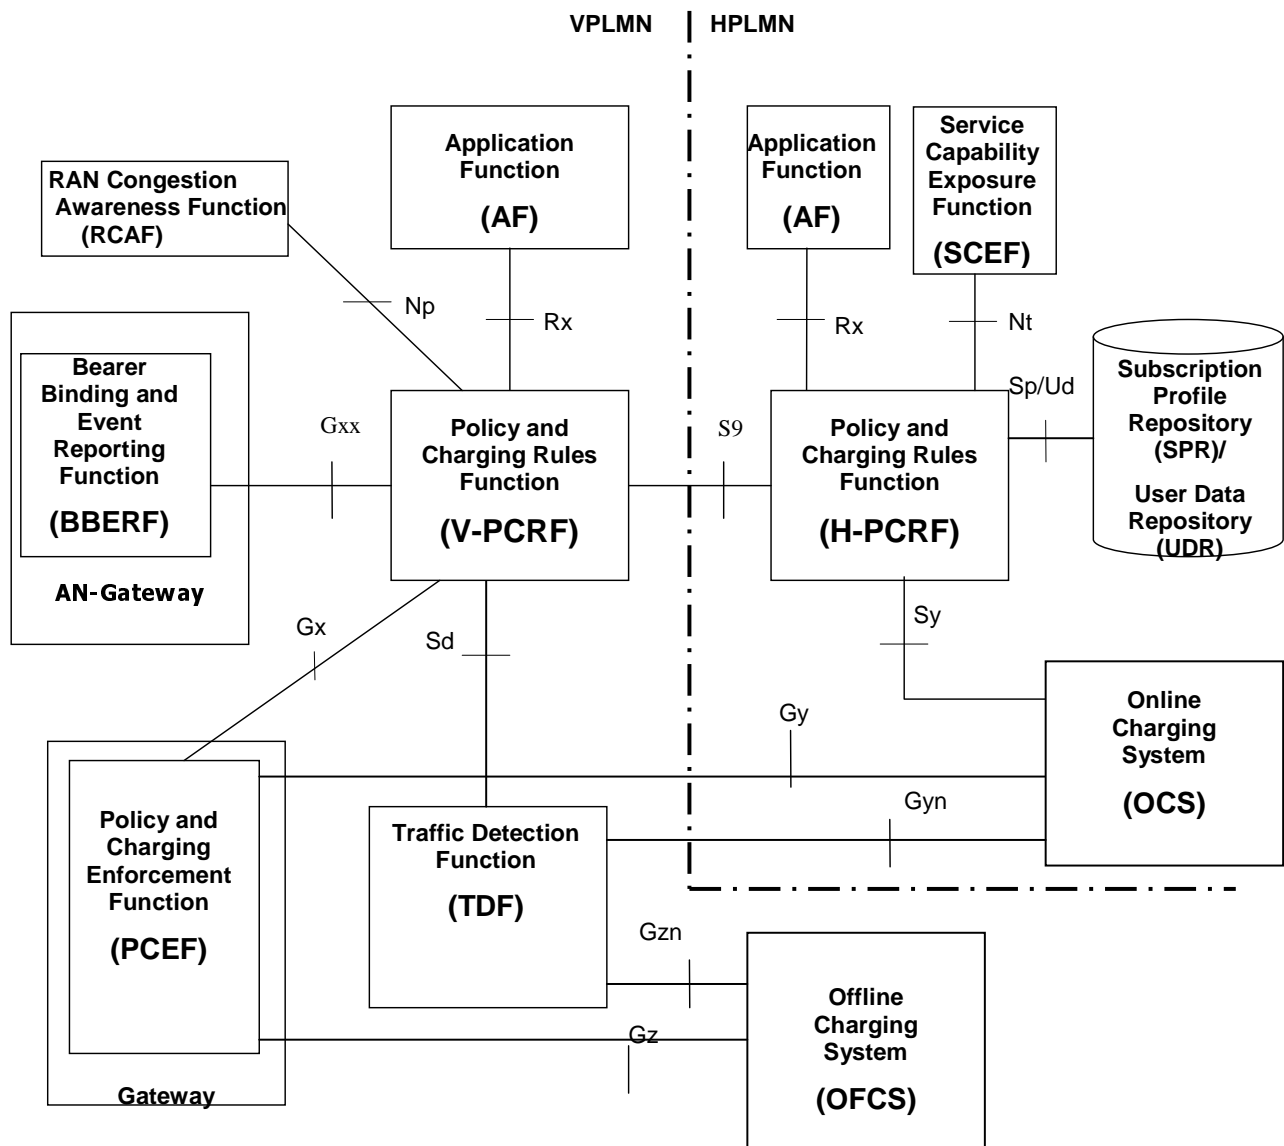 VPLMN
HPLMN
RAN Congestion
Awareness Function
(RCAF)
Application
Function
(AF)
Application
Function
(AF)
Service
Capability
Exposure
Function
(SCEF)
Np
Rx
Rx
Nt
Bearer
Binding and
Event
Reporting
Function
(BBERF)
AN-Gateway
Gxx
Policy and
Charging Rules
Function
(V-PCRF)
S9
Policy and
Charging Rules
Function
(H-PCRF)
Sp/Ud
Subscription
Profile
Repository
(SPR)/
User Data
Repository
(UDR)
Gx
Sd
Sy
Gy
Gyn
Online
Charging
System
(OCS)
Policy and
Charging
Enforcement
Function
(PCEF)
Gateway
Traffic Detection
Function
(TDF)
Gzn
Gz
Offline
Charging
System
(OFCS)